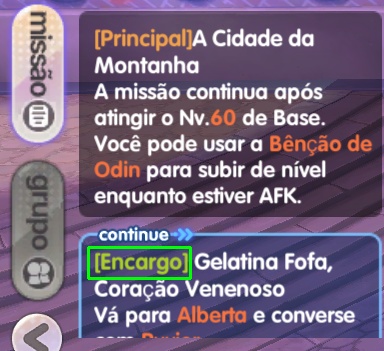 missão
grupo
[Principal]A Cidade da
Montanha
A missão continua após
atingir o Nv.60 de Base.
Você pode usar a Bênção de
Odin para subir de nível
enquanto estiver AFK.
continue
[Encargo] Gelatina Fofa,
Coração Venenoso
Vá para Alberta e converse
com